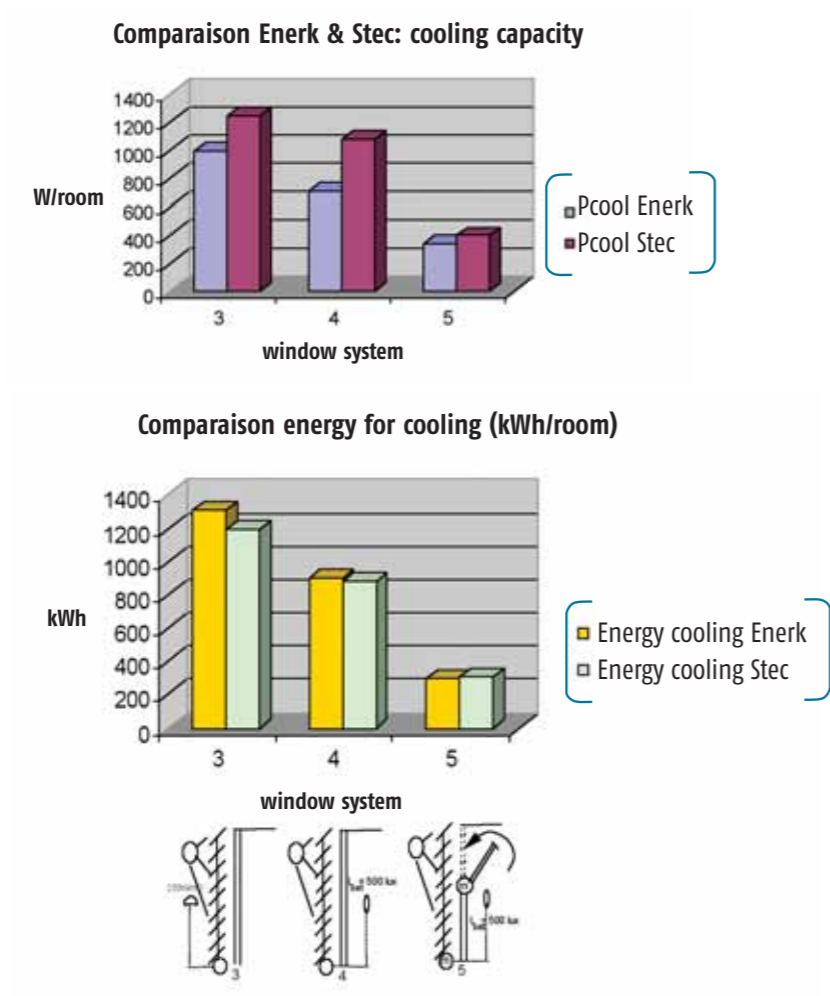 Comparaison Enerk & Stec: cooling capacity
1400
1200
1000
800
600
400
200
0
W/room
3 4 5
window system
Pcool Enerk
Pcool Stec
Comparaison energy for cooling (kWh/room)
1400
1200
1000
800
600
400
200
0
kWh
3 4 5
window system
Energy cooling Enerk
Energy cooling Stec
500 lux
500 lux
3 4 5